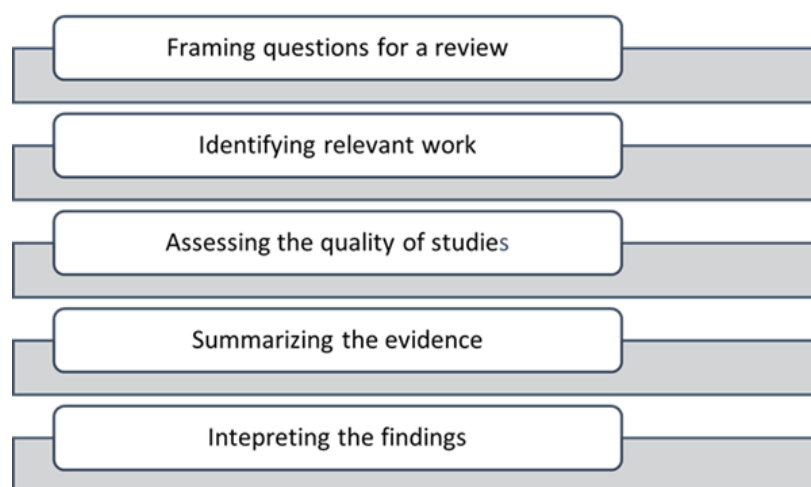 Framing questions for a review
Identifying relevant work
Assessing the quality of studies
Summarizing the evidence
Intepreting the findings